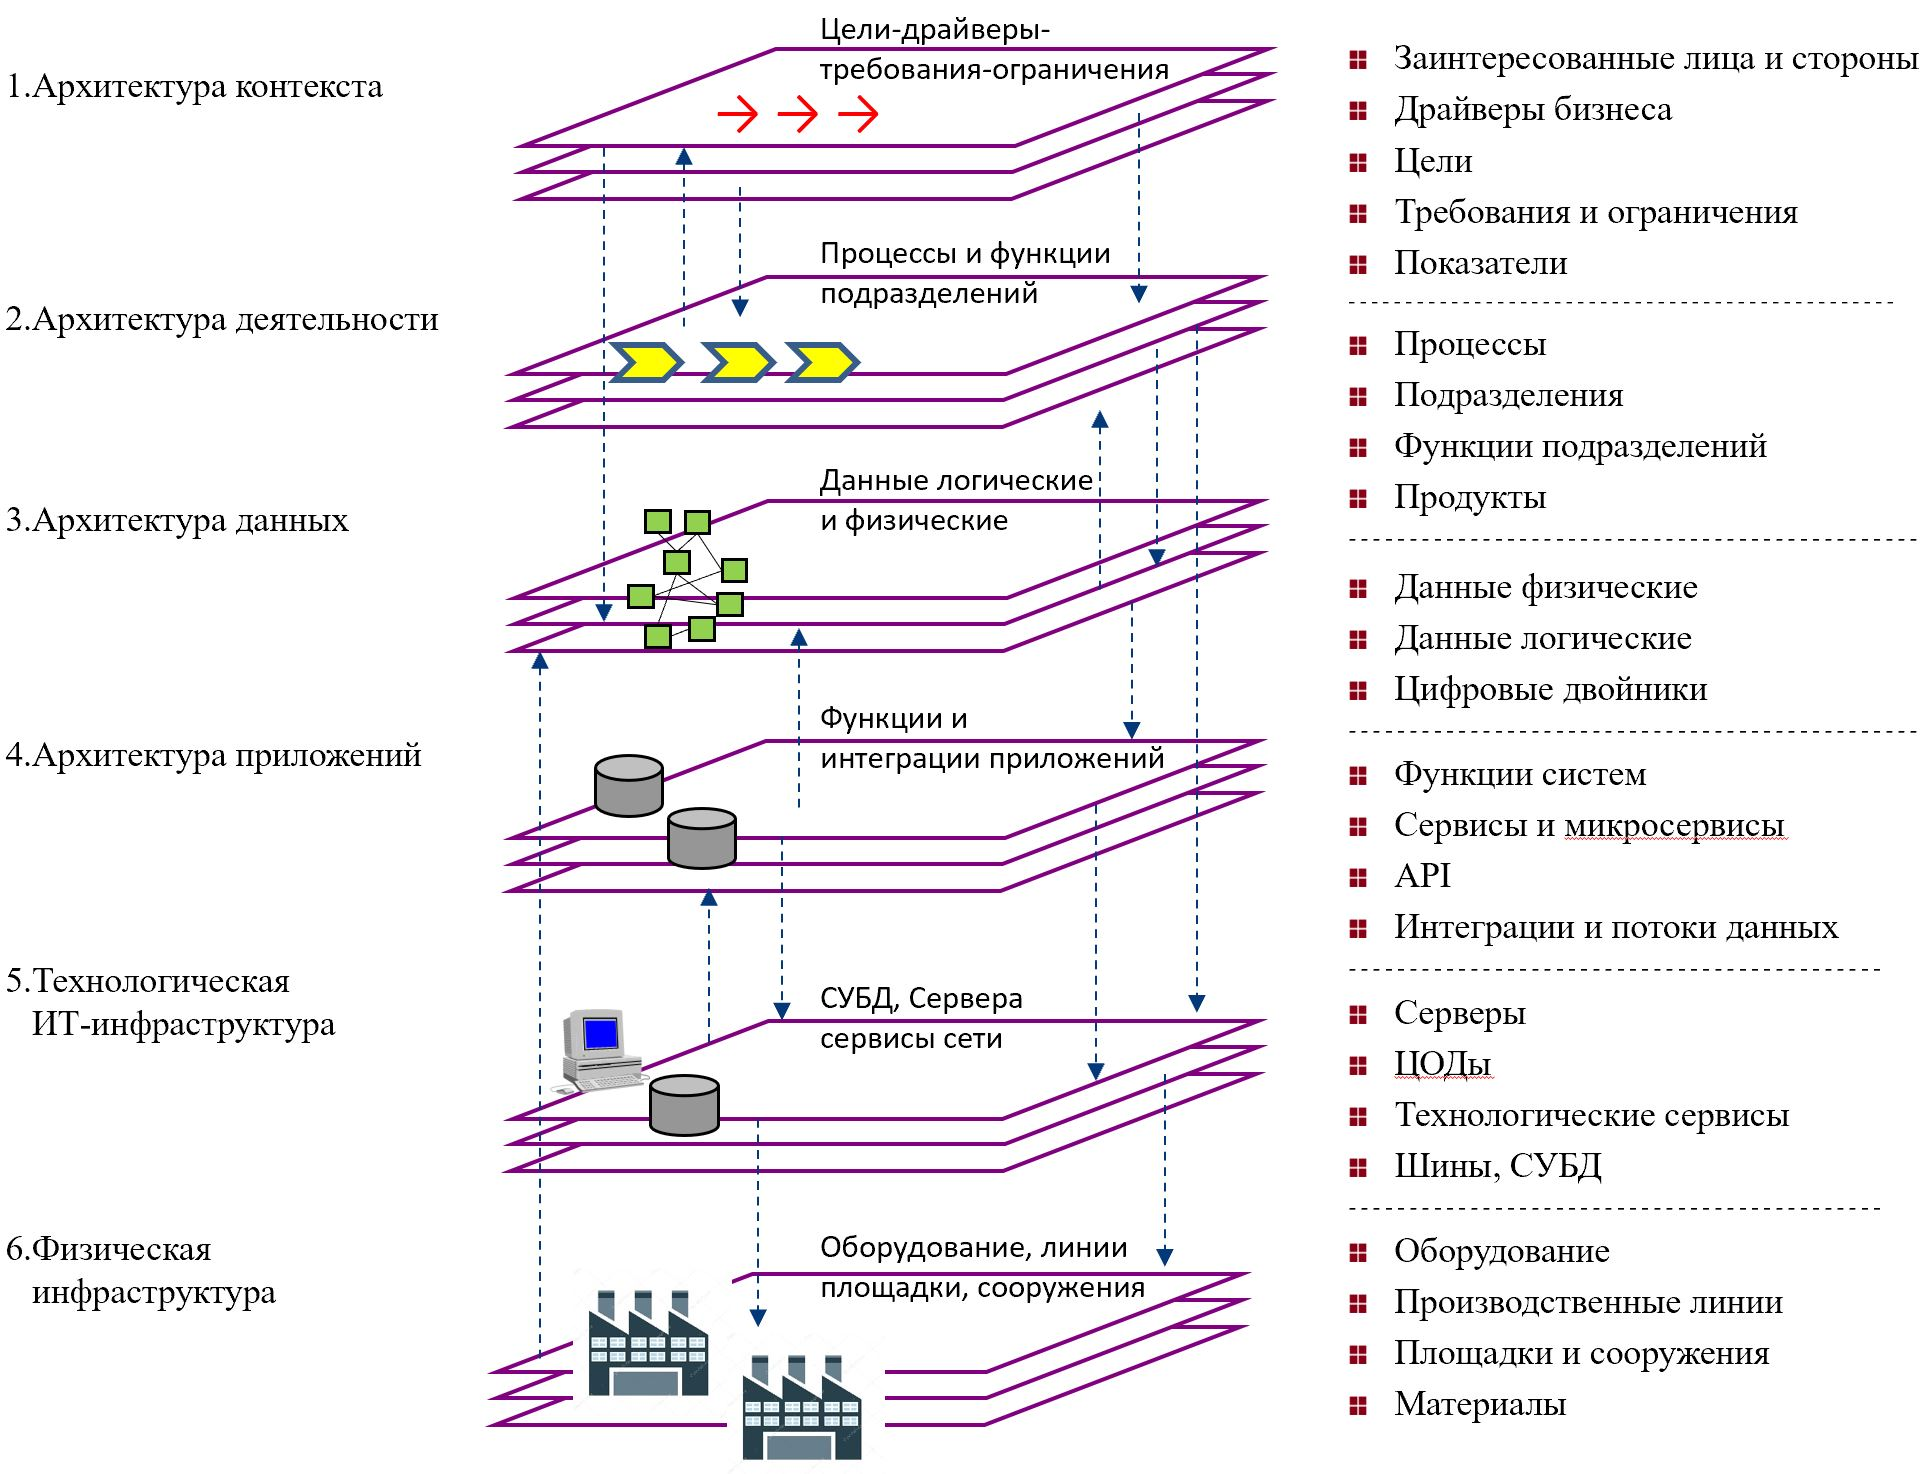 1.Архитектура контекста
Цели-драйверы-
требования-ограничения
Заинтересованные лица и стороны
Драйверы бизнеса
Цели
Требования и ограничения
Показатели
2.Архитектура деятельности
Процессы и функции
подразделений
Процессы
Подразделения
Функции подразделений
Продукты
3.Архитектура данных
Данные логические
и физические
Данные физические
Данные логические
Цифровые двойники
4.Архитектура приложений
Функции и
интеграции приложений
Функции систем
Сервисы и микросервисы
API
Интеграции и потоки данных
5.Технологическая
ИТ-инфраструктура
СУБД, Сервера
сервисы сети
Серверы
ЦОДы
Технологические сервисы
Шины, СУБД
6.Физическая
инфраструктура
Оборудование, линии
площадки, сооружения
Оборудование
Производственные линии
Площадки и сооружения
Материалы